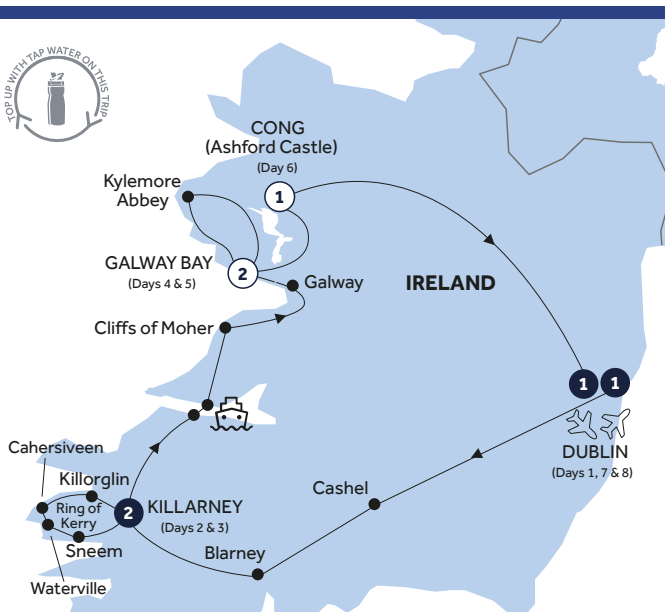 TOP UP WITH TAP WATER ON THIS TRIP
CONG
(Ashford Castle)
(Day 6)
1
Kylemore
Abbey
GALWAY BAY
(Days 4 & 5)
2
Galway
IRELAND
Cliffs of Moher
1
1
DUBLIN
(Days 1, 7 & 8)
Cahersiveen
Killorglin
Ring of
Kerry
2
KILLARNEY
(Days 2 & 3)
Cashel
Sneem
Blarney
Waterville